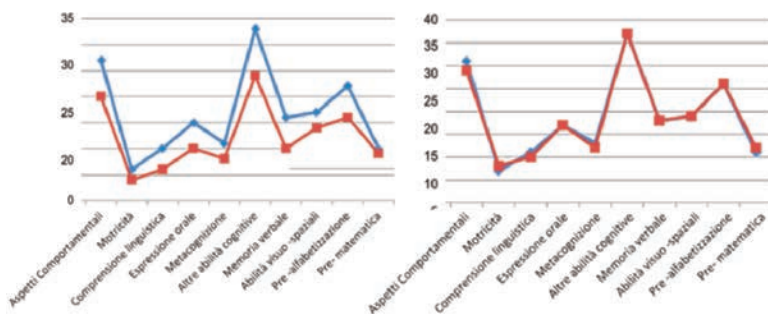 35
30
25
20
0
Aspetti Comportamentali
Motricità
Comprensione linguistica
Espressione orale
Metacognizione
Altre abilità cognitive
Memoria verbale
Abilità visuo -spaziali
Pre -alfabetizzazione
Pre- matematica
40
35
30
25
20
15
10
Aspetti Comportamentali
Motricità
Comprensione linguistica
Espressione orale
Metacognizione
Altre abilità cognitive
Memoria verbale
Abilità visuo -spaziali
Pre -alfabetizzazione
Pre- matematica